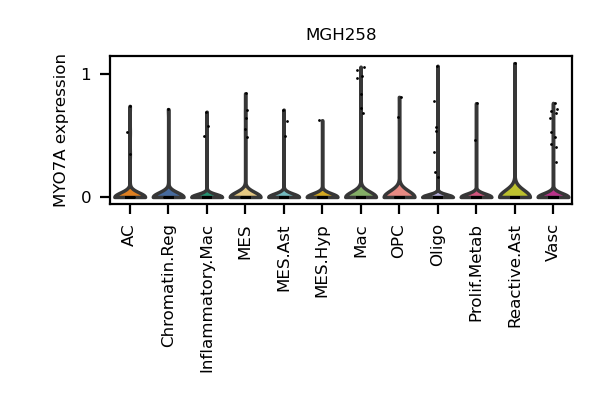 MGH258
MYO7A expression
1
0
AC
Chromatin.Reg
Inflammatory.Mac
MES
MES.Ast
MES.Hyp
Mac
OPC
Oligo
Prolif.Metab
Reactive.Ast
Vasc